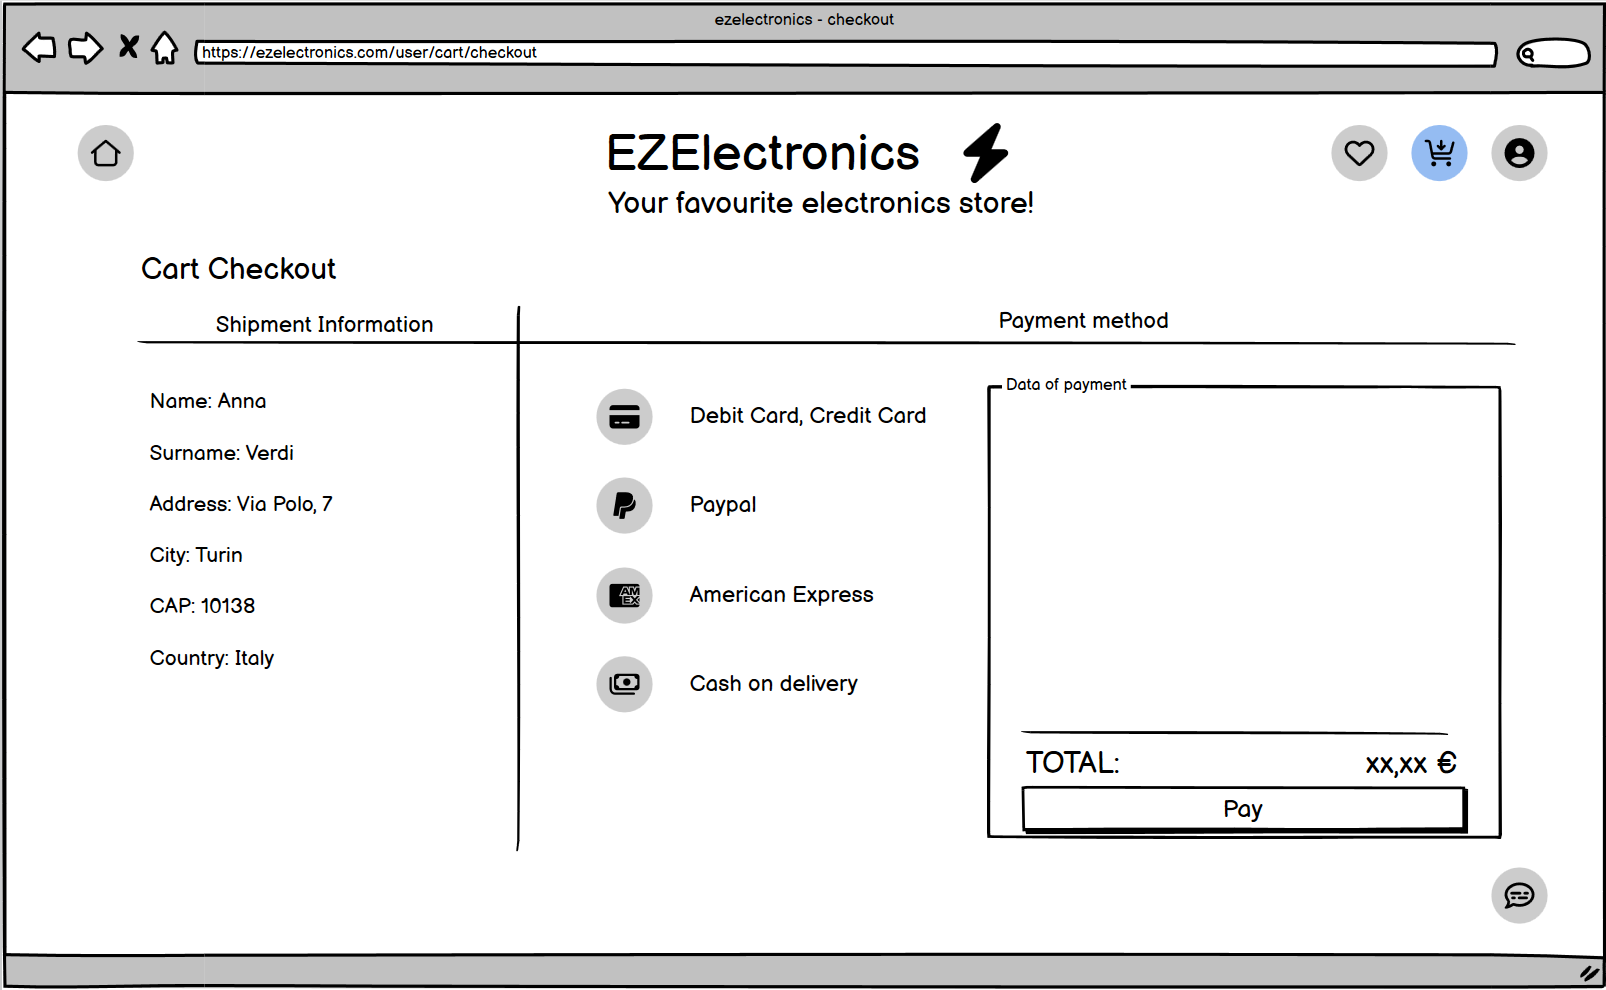 ezelectronics - checkout
https://ezelectronics.com/user/cart/checkout
EZElectronics
Your favourite electronics store!
Cart Checkout
Shipment Information
Payment method
Name: Anna
Surname: Verdi
Address: Via Polo, 7
City: Turin
CAP: 10138
Country: Italy
Debit Card, Credit Card
Paypal
AM
EX
American Express
Cash on delivery
Data of payment
TOTAL: xx,xx €
Pay